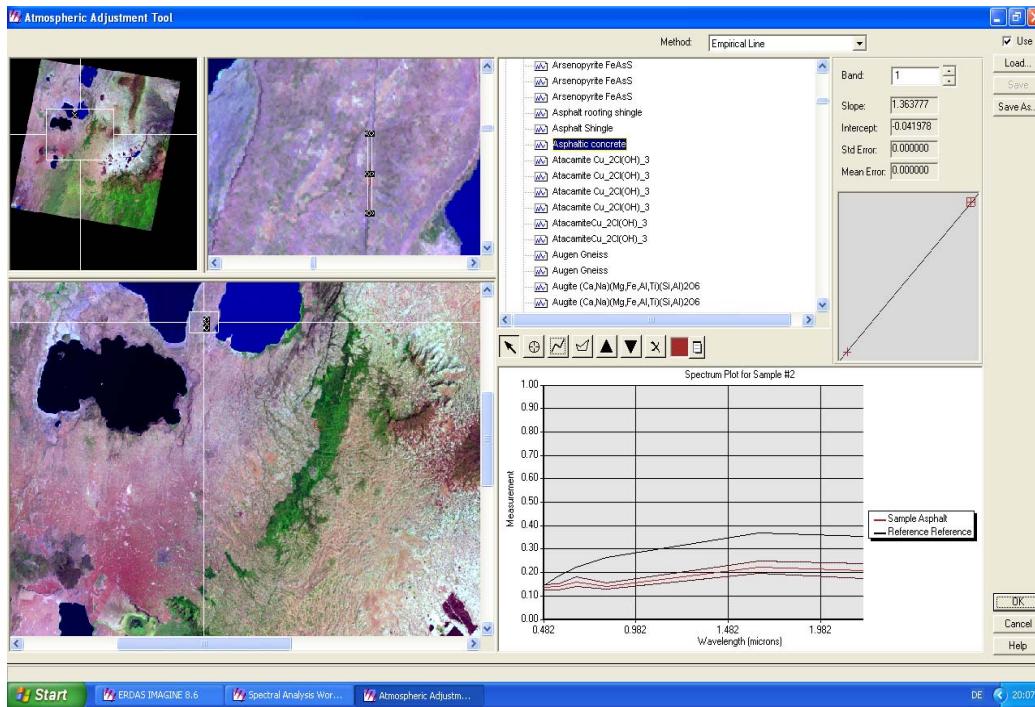 Atmospheric Adjustment Tool
Method: Empirical Line
Use
Load...
Save
Save As..
Arsenopyrite FeAsS
Arsenopyrite FeAsS
Arsenopyrite FeAsS
Asphalt roofing shingle
Asphalt Shingle
Asphaltic concrete
Atacamite Cu_2Cl(OH)_3
Atacamite Cu_2Cl(OH)_3
Atacamite Cu_2Cl(OH)_3
Atacamite Cu_2Cl(OH)_3
AtacamiteCu_2Cl(OH)_3
AtacamiteCu_2Cl(OH)_3
Augen Gneiss
Augen Gneiss
Augite (Ca,Na)(Mg,Fe,Al,Ti)(Si,Al)2O6
Augite (Ca,Na)(Mg,Fe,Al,Ti)(Si,Al)2O6
Band: 1
Slope: 1.363777
Intercept: -0.041978
Std Error: 0.000000
Mean Error: 0.000000
Spectrum Plot for Sample #2
1.00
0.90
0.80
0.70
0.60
0.50
0.40
0.30
0.20
0.10
0.00
Measurement
0.482 0.982 1.482 1.982
Wavelength (microns)
Sample Asphalt
Reference Reference
OK
Cancel
Help
Start
ERDAS IMAGINE 8.6
Spectral Analysis Wor...
Atmospheric Adjustm...
DE
20:07